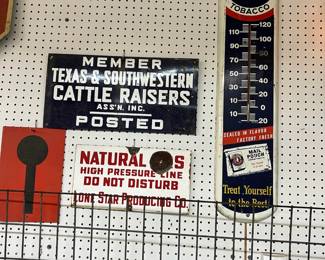 MEMBER
TEXAS & SOUTHWESTERN
CATTLE RAISERS
ASS'N. INC.
POSTED
NATURAL GAS
HIGH PRESSURE LINE
DO NOT DISTURB
LONE STAR PRODUCING CO.
TOBACCO
120
110 100
90 80
70 60
50 40
30 20
10 0
10 20
SEALED IN FLAVOR
FACTORY FRESH
MAIL POUCH
Treat Yourself
to the Best